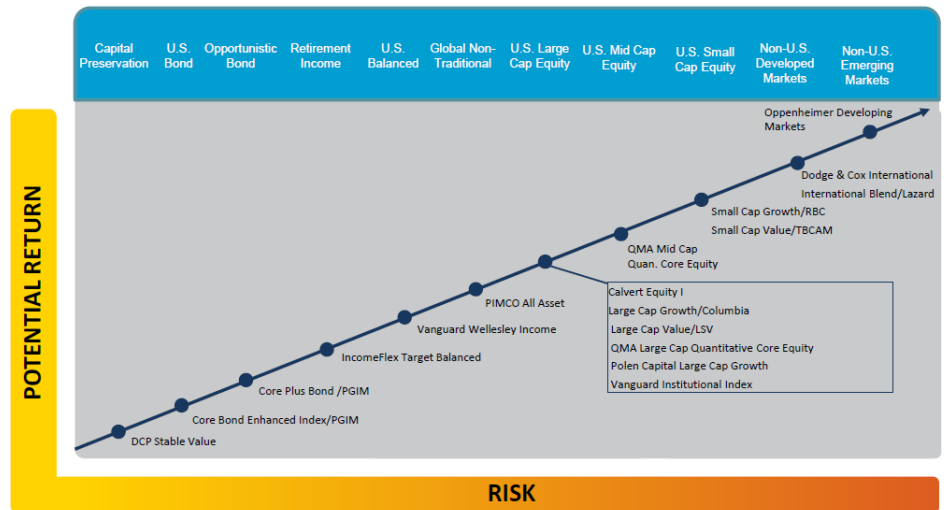 Capital
Preservation
U.S.
Bond
Opportunistic
Bond
Retirement
Income
U.S.
Balanced
Global Non-
Traditional
U.S. Large
Cap Equity
U.S. Mid Cap
Equity
U.S. Small
Cap Equity
Non-U.S.
Developed
Markets
Non-U.S.
Emerging
Markets
POTENTIAL RETURN
Oppenheimer Developing
Markets
Dodge & Cox International
International Blend/Lazard
Small Cap Growth/RBC
Small Cap Value/TBCAM
QMA Mid Cap
Quan. Core Equity
Calvert Equity I
Large Cap Growth/Columbia
Large Cap Value/LSV
QMA Large Cap Quantitative Core Equity
Polen Capital Large Cap Growth
Vanguard Institutional Index
PIMCO All Asset
Vanguard Wellesley Income
IncomeFlex Target Balanced
Core Plus Bond /PGIM
Core Bond Enhanced Index/PGIM
DCP Stable Value
RISK